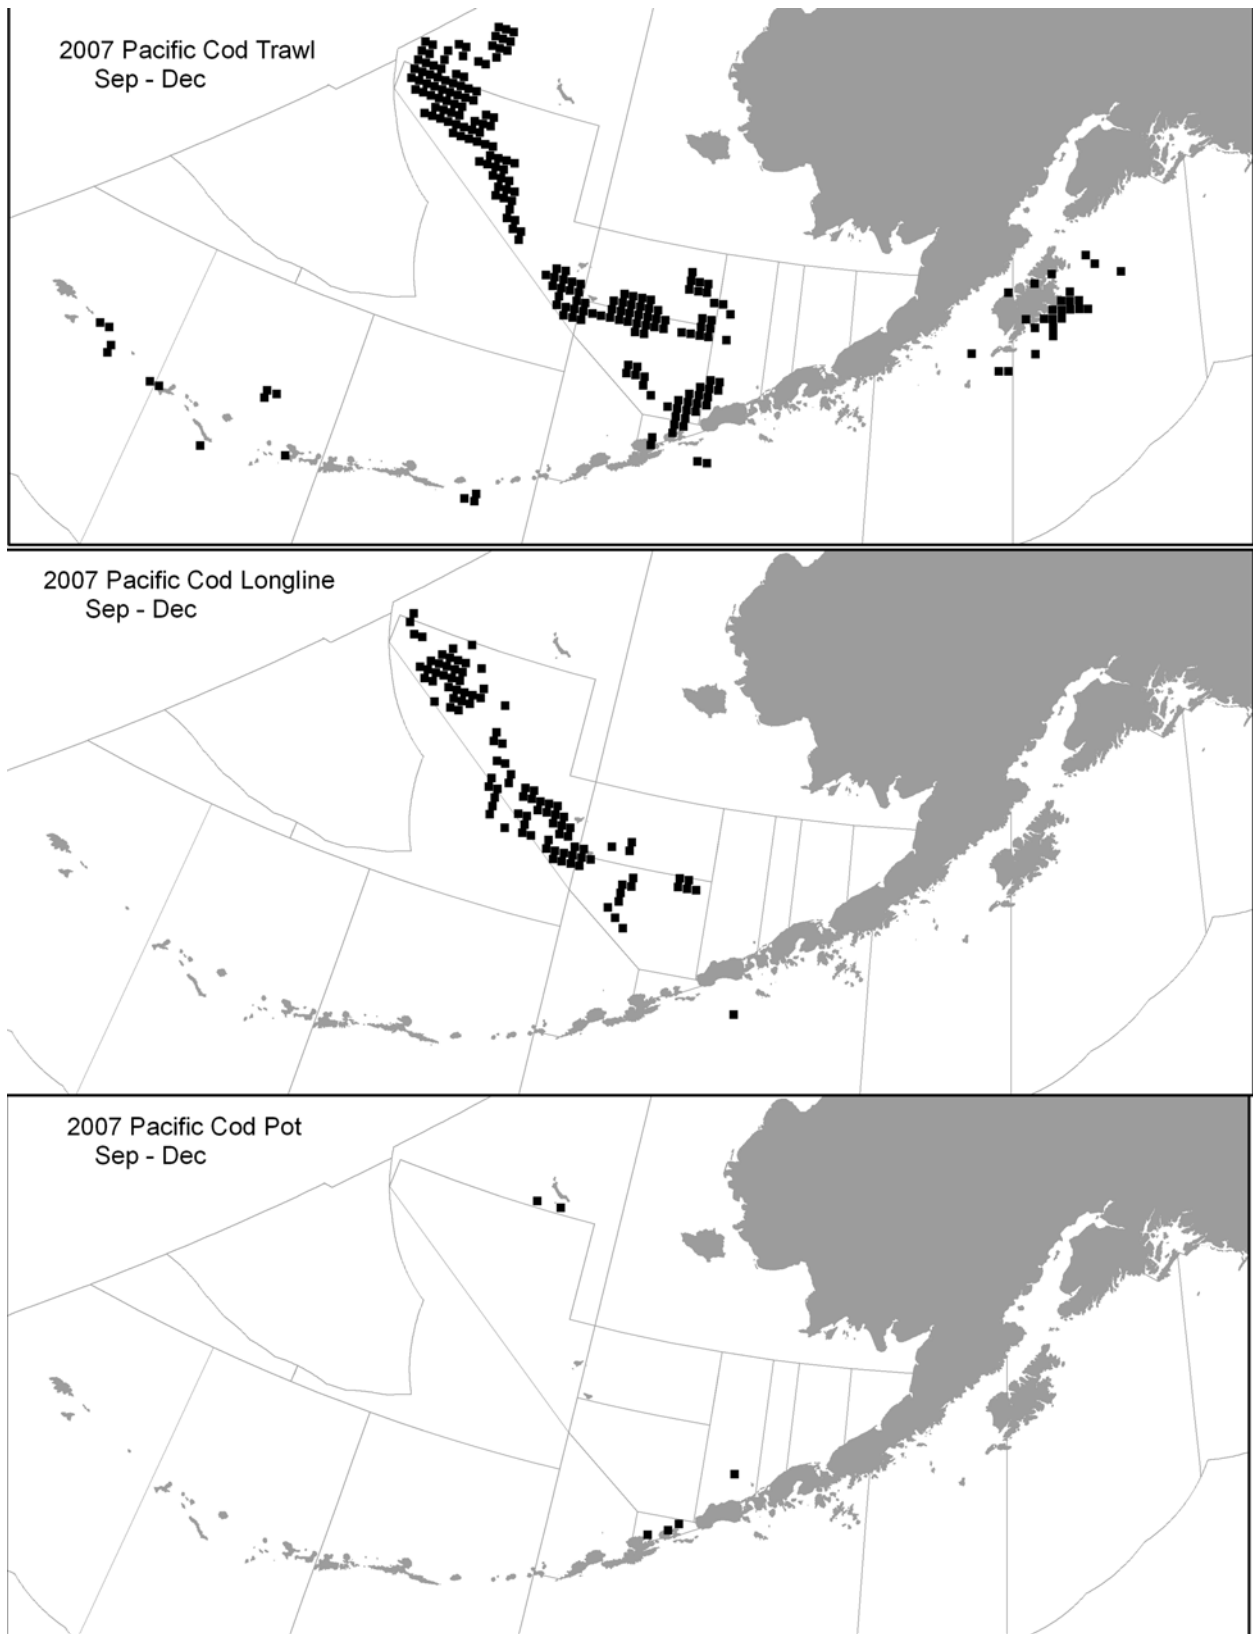 2007 Pacific Cod Trawl
Sep - Dec
2007 Pacific Cod Longline
Sep - Dec
2007 Pacific Cod Pot
Sep - Dec